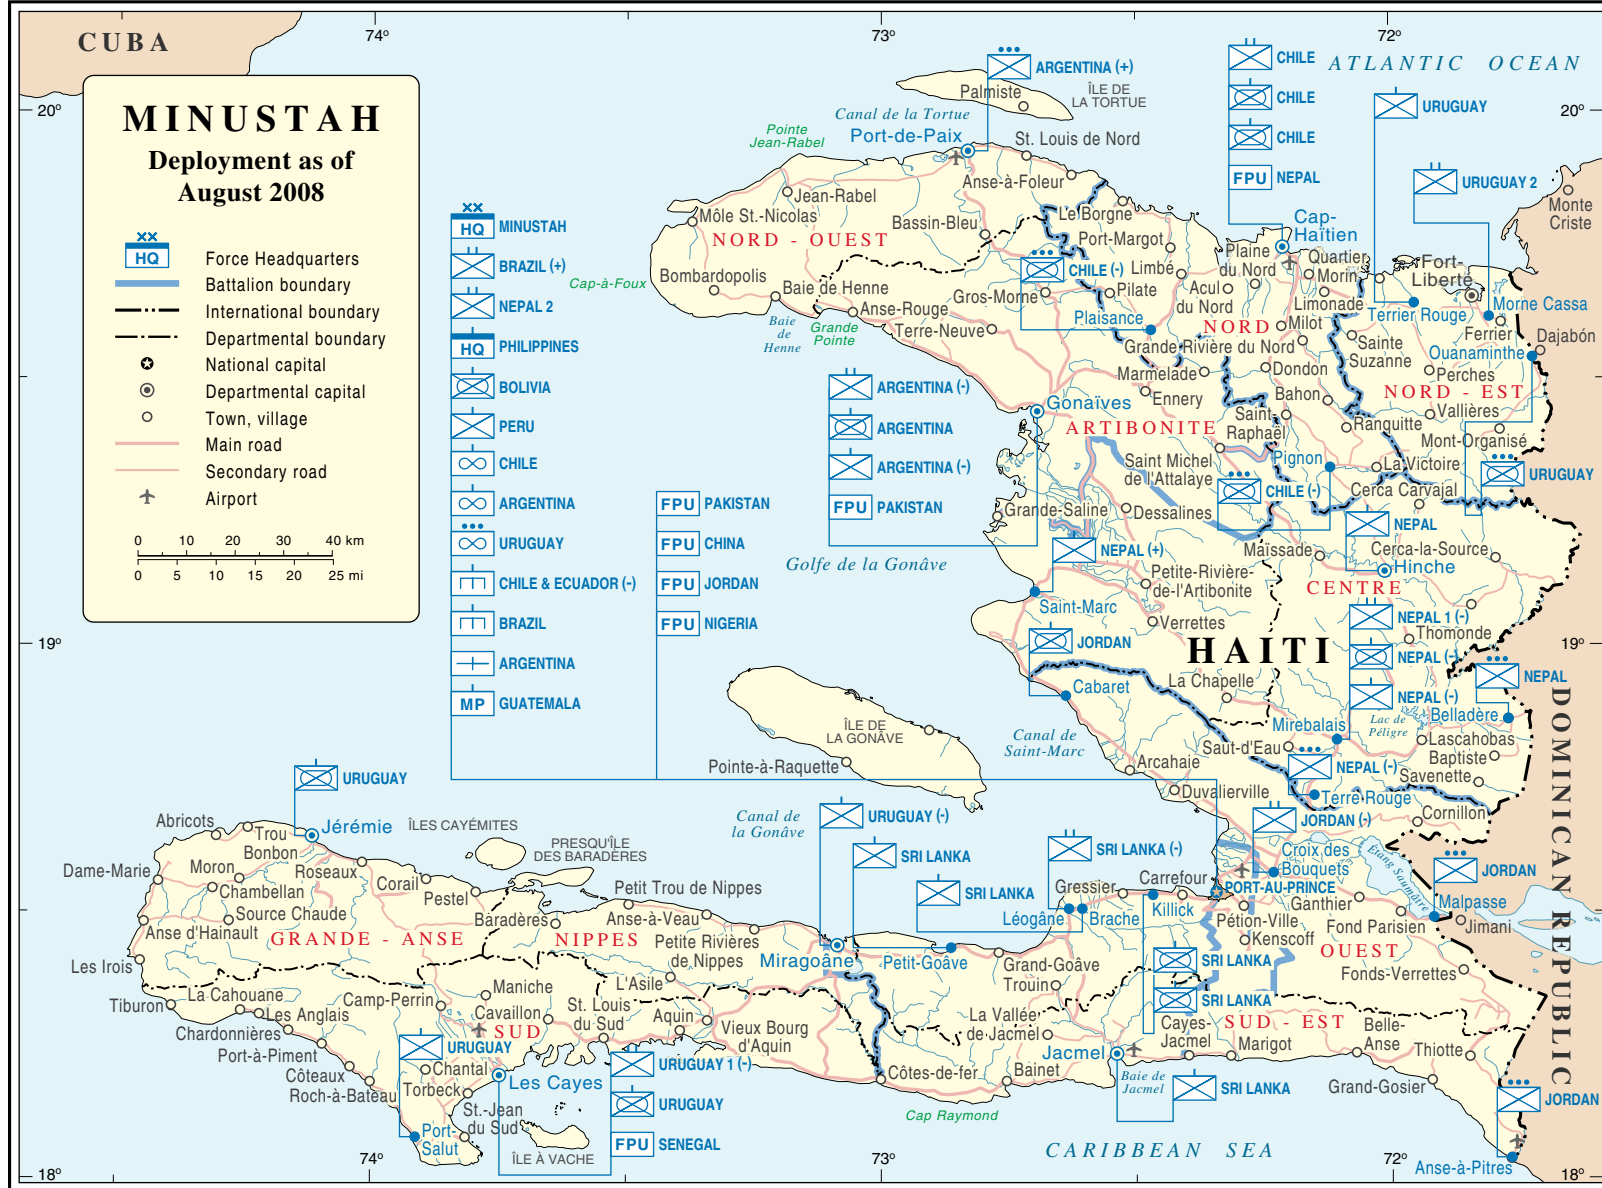 CUBA
74°
73°
72°
ATLANTIC OCEAN
20°
20°
19°
19°
18°
18°
74°
73°
72°
MINUSTAH
Deployment as of
August 2008
XX
HQ
Force Headquarters
Battalion boundary
International boundary
Departmental boundary
National capital
Departmental capital
Town, village
Main road
Secondary road
Airport
0 10 20 30 40 km
0 5 10 15 20 25 mi
XX
HQ MINUSTAH
BRAZIL (+)
NEPAL 2
HQ PHILIPPINES
BOLIVIA
PERU
CHILE
ARGENTINA
URUGUAY
CHILE & ECUADOR (-)
BRAZIL
ARGENTINA
MP GUATEMALA
FPU PAKISTAN
FPU CHINA
FPU JORDAN
FPU NIGERIA
ARGENTINA (+)
Palmiste
ÎLE DE
LA TORTUE
Canal de la Tortue
Port-de-Paix
St. Louis de Nord
Pointe
Jean-Rabel
Jean-Rabel
Anse-à-Foleur
Môle St.-Nicolas
Bassin-Bleu
Le Borgne
Port-Margot
NORD - OUEST
Bombardopolis
Cap-à-Foux
Baie de Henne
Baie
de
Henne
Grande
Pointe
Anse-Rouge
Terre-Neuve
Gros-Morne
CHILE (-)
Pilate
Plaisance
Limbé
Acul
du Nord
Plaine
du Nord
CHILE
CHILE
CHILE
FPU NEPAL
Cap-
Haïtien
Quartier
Morin
Limonade
NORD
Milot
Grande Rivière du Nord
URUGUAY
URUGUAY 2
Monte
Criste
Fort-
Liberté
Terrier Rouge
Morne Cassa
Ferrier
Dajabón
Ouanaminthe
Sainte
Suzanne
Perches
NORD - EST
Vallières
Mont-Organisé
URUGUAY
Marmelade
Dondon
Ennery
Bahon
Saint-
Raphaël
Ranquitte
Pignon
La Victoire
Cerca Carvajal
ARGENTINA (-)
ARGENTINA
ARGENTINA (-)
FPU PAKISTAN
Gonaïves
ARTIBONITE
Saint Michel
de l'Attalaye
CHILE (-)
Grande-Saline
Dessalines
NEPAL
Maïssade
Cerca-la-Source
Hinche
NEPAL (+)
Golfe de la Gonâve
Petite-Rivière-
de-l'Artibonite
CENTRE
Saint-Marc
Verrettes
NEPAL 1 (-)
NEPAL (-)
NEPAL (-)
Thomonde
HAITI
JORDAN
Cabaret
La Chapelle
NEPAL
Belladère
Mirebalais
Lac de
Péligre
Lascahobas
Baptiste
Savenette
ÎLE DE
LA GONÂVE
Pointe-à-Raquette
Canal de
Saint-Marc
Saut-d'Eau
NEPAL (-)
Terre Rouge
Arcahaie
Duvalierville
Cornillon
JORDAN (-)
Croix des
Bouquets
Étang Saumâtre
JORDAN
Malpasse
Jimani
DOMINICAN REPUBLIC
URUGUAY
Jérémie
ÎLES CAYÉMITES
Abricots
Trou
Bonbon
Dame-Marie
Moron
Roseaux
Chambellan
Corail
Pestel
PRESQU'ÎLE
DES BARADÈRES
Source Chaude
Anse d'Hainault
GRANDE - ANSE
Les Irois
Baradères
Petit Trou de Nippes
Anse-à-Veau
NIPPES
Petite Rivières
de Nippes
Canal de
la Gonâve
URUGUAY (-)
SRI LANKA
SRI LANKA
SRI LANKA (-)
Miragoâne
Petit-Goâve
Gressier
Carrefour
Léogâne
Brache
Killick
PORT-AU-PRINCE
Pétion-Ville
Kenscoff
Ganthier
Fond Parisien
OUEST
Fonds-Verrettes
Grand-Goâve
Trouin
SRI LANKA
SRI LANKA
Tiburon
La Cahouane
Les Anglais
Chardonnières
Port-à-Piment
Côteaux
Roch-à-Bateau
Camp-Perrin
Maniche
Cavaillon
SUD
URUGUAY
Chantal
Torbeck
Les Cayes
St. Louis
du Sud
L'Asile
Aquin
Vieux Bourg
d'Aquin
URUGUAY 1 (-)
URUGUAY
FPU SENEGAL
St.-Jean
du Sud
Port-
Salut
ÎLE À VACHE
La Vallée
de Jacmel
Jacmel
Côtes-de-fer
Bainet
Cap Raymond
Baie de
Jacmel
SRI LANKA
Cayes-
Jacmel
SUD - EST
Marigot
Belle-
Anse
Thiotte
Grand-Gosier
JORDAN
Anse-à-Pitres
CARIBBEAN SEA